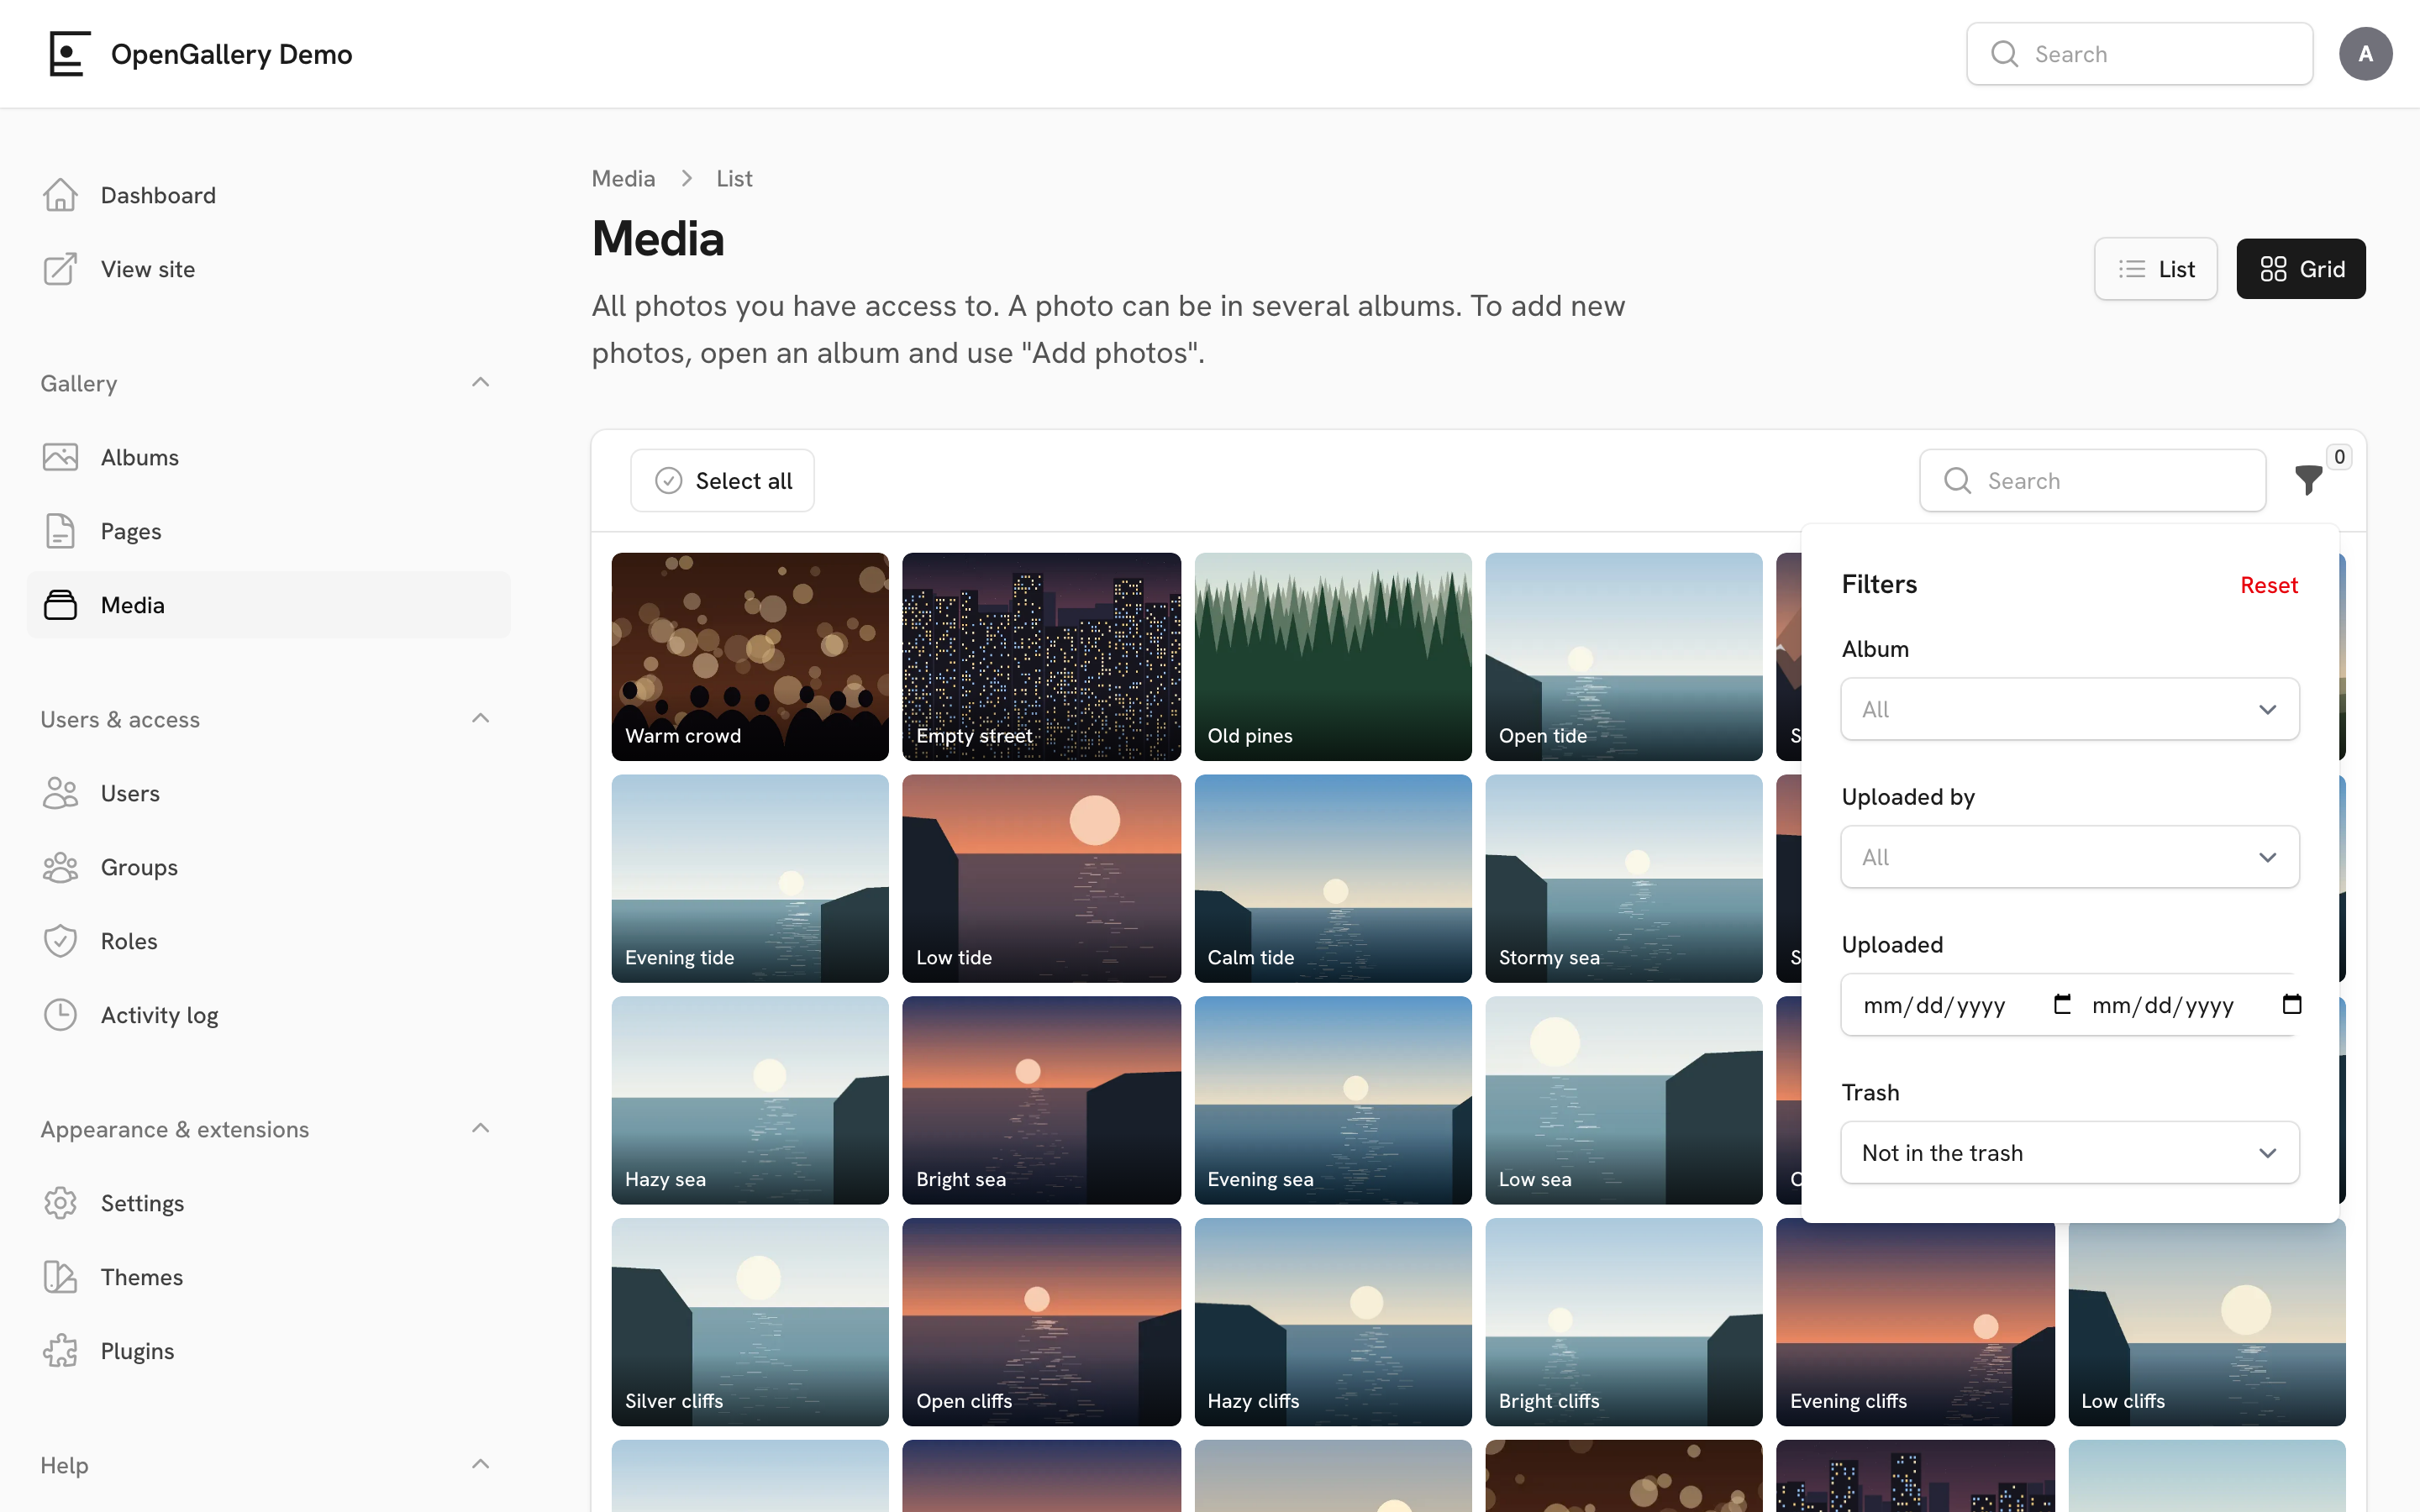 OpenGallery Demo
Search
A
Dashboard
View site
Gallery
Albums
Pages
Media
Users & access
Users
Groups
Roles
Activity log
Appearance & extensions
Settings
Themes
Plugins
Help
Media > List
Media
All photos you have access to. A photo can be in several albums. To add new
photos, open an album and use "Add photos".
List
Grid
Select all
Search
0
Warm crowd
Empty street
Old pines
Open tide
S
Evening tide
Low tide
Calm tide
Stormy sea
S
Hazy sea
Bright sea
Evening sea
Low sea
Silver cliffs
Open cliffs
Hazy cliffs
Bright cliffs
Evening cliffs
Low cliffs
Filters
Reset
Album
All
Uploaded by
All
Uploaded
mm/dd/yyyy
mm/dd/yyyy
Trash
Not in the trash